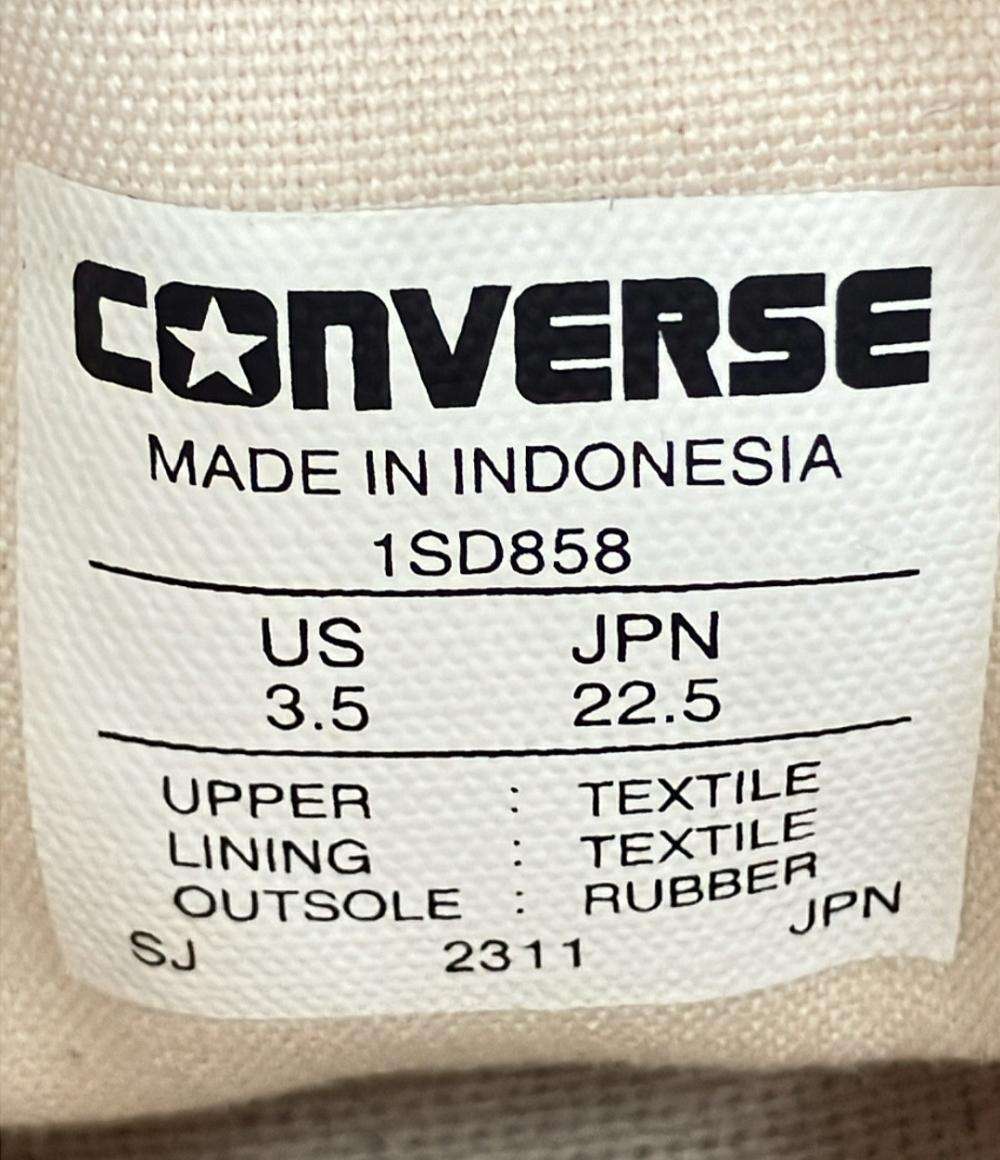 CONVERSE
MADE IN INDONESIA
1SD858
US JPN
3.5 22.5
UPPER : TEXTILE
LINING : TEXTILE
OUTSOLE : RUBBER
SJ 2311 JPN